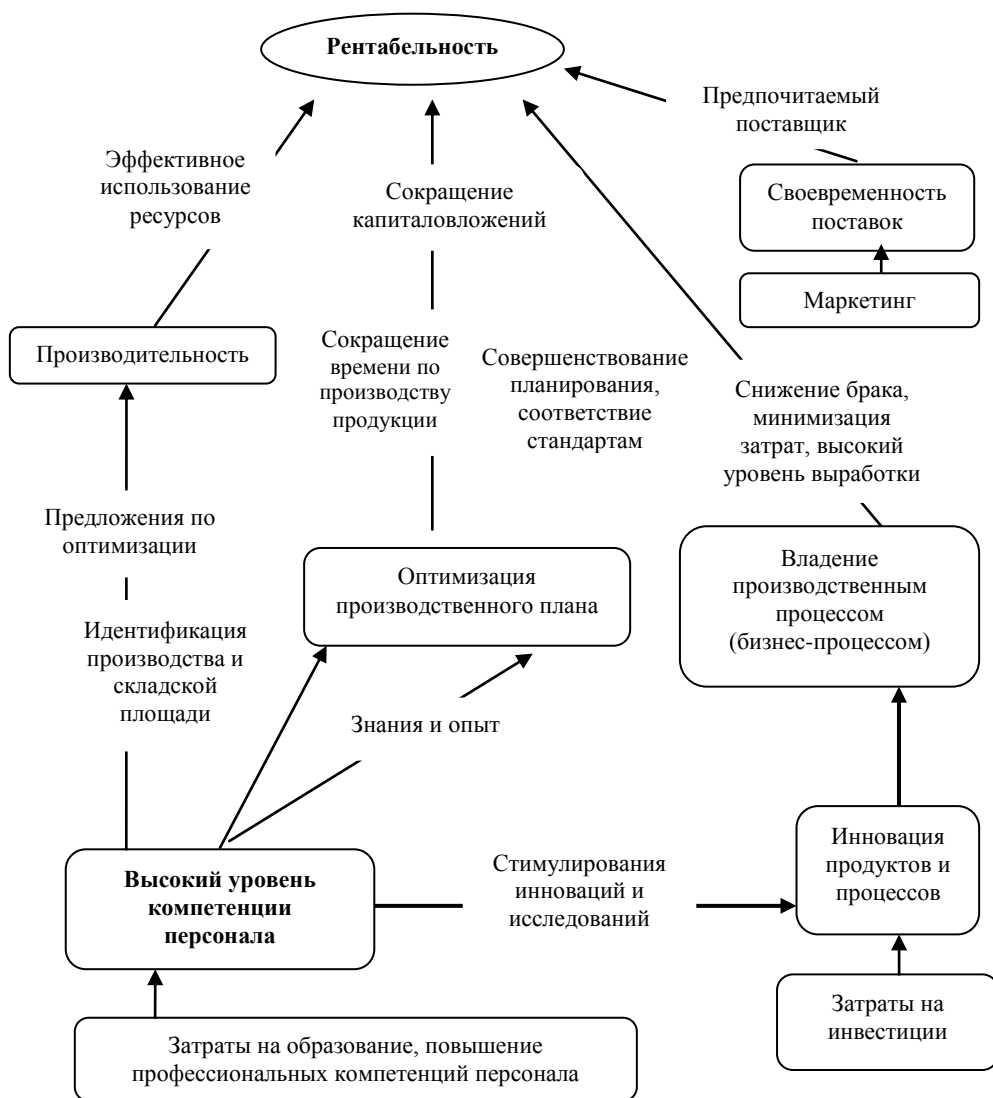 Рентабельность
Предпочитаемый
поставщик
Эффективное
использование
ресурсов
Сокращение
капиталовложений
Своевременность
поставок
Маркетинг
Производительность
Сокращение
времени по
производству
продукции
Совершенствование
планирования,
соответствие
стандартам
Снижение брака,
минимизация
затрат, высокий
уровень выработки
Предложения по
оптимизации
Оптимизация
производственного плана
Владение
производственным
процессом
(бизнес-процессом)
Идентификация
производства и
складской
площади
Знания и опыт
Высокий уровень
компетенции
персонала
Стимулирования
инноваций и
исследований
Инновация
продуктов и
процессов
Затраты на образование, повышение
профессиональных компетенций персонала
Затраты на
инвестиции